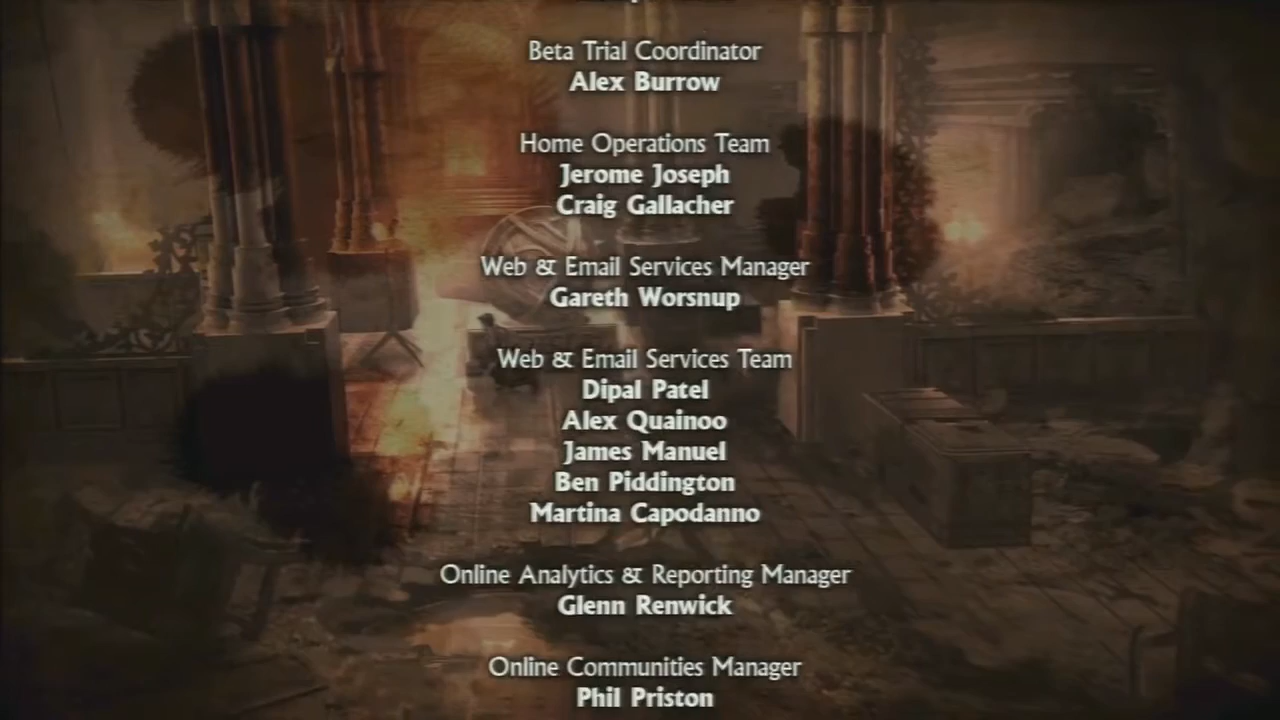 Beta Trial Coordinator
Alex Burrow
Home Operations Team
Jerome Joseph
Craig Gallacher
Web & Email Services Manager
Gareth Worsnup
Web & Email Services Team
Dipal Patel
Alex Quainoo
James Manuel
Ben Piddington
Martina Capodanno
Online Analytics & Reporting Manager
Glenn Renwick
Online Communities Manager
Phil Priston